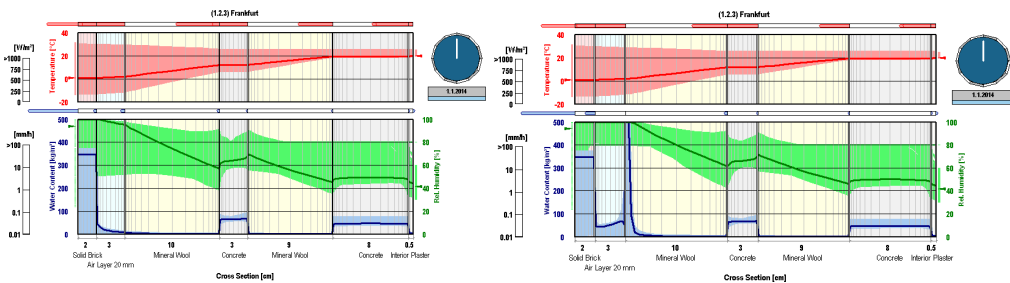 (1.2.3) Frankfurt
[W/m²]
>1000
1000
750
500
250
0
Temperature [°C]
40
20
0
-20
1.1.2014
[mm/h]
>100
10
1
0.1
0.01
Water Content [kg/m³]
500
400
300
200
100
0
100
80
60
40
20
0
Rel. Humidity [%]
2
3
10
3
9
8
0.5
Solid Brick
Mineral Wool
Concrete
Mineral Wool
Concrete
Interior Plaster
Air Layer 20 mm
Cross Section [cm]
(1.2.3) Frankfurt
[W/m²]
>1000
1000
750
500
250
0
Temperature [°C]
40
20
0
-20
1.1.2014
[mm/h]
>100
10
1
0.1
0.01
Water Content [kg/m³]
500
400
300
200
100
0
100
80
60
40
20
0
Rel. Humidity [%]
2
3
10
3
9
8
0.5
Solid Brick
Mineral Wool
Concrete
Mineral Wool
Concrete
Interior Plaster
Air Layer 20 mm
Cross Section [cm]